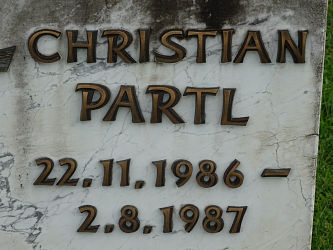 CHRISTIAN
PARTL
22.11.1986 –
2.8.1987